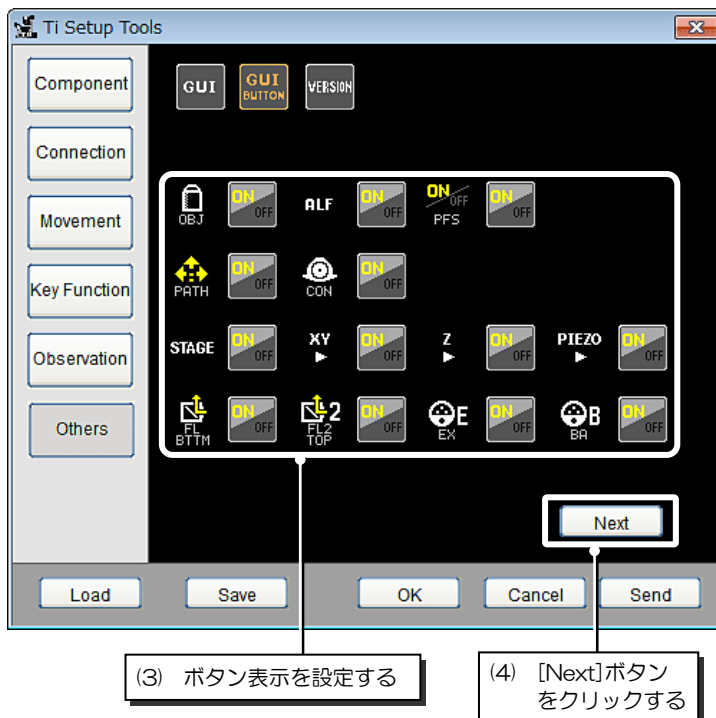 Ti Setup Tools
Component
Connection
Movement
Key Function
Observation
Others
GUI
GUI BUTTON
VERSION
OBJ ON OFF ALF ON OFF ON OFF PFS ON OFF
PATH ON OFF CON ON OFF
STAGE ON OFF XY ON OFF Z ON OFF PIEZO ON OFF
FL BTTM ON OFF 2 FL2 TOP ON OFF E EX ON OFF B BA ON OFF
Next
Load Save OK Cancel Send
(3) ボタン表示を設定する
(4) [Next]ボタン
をクリックする